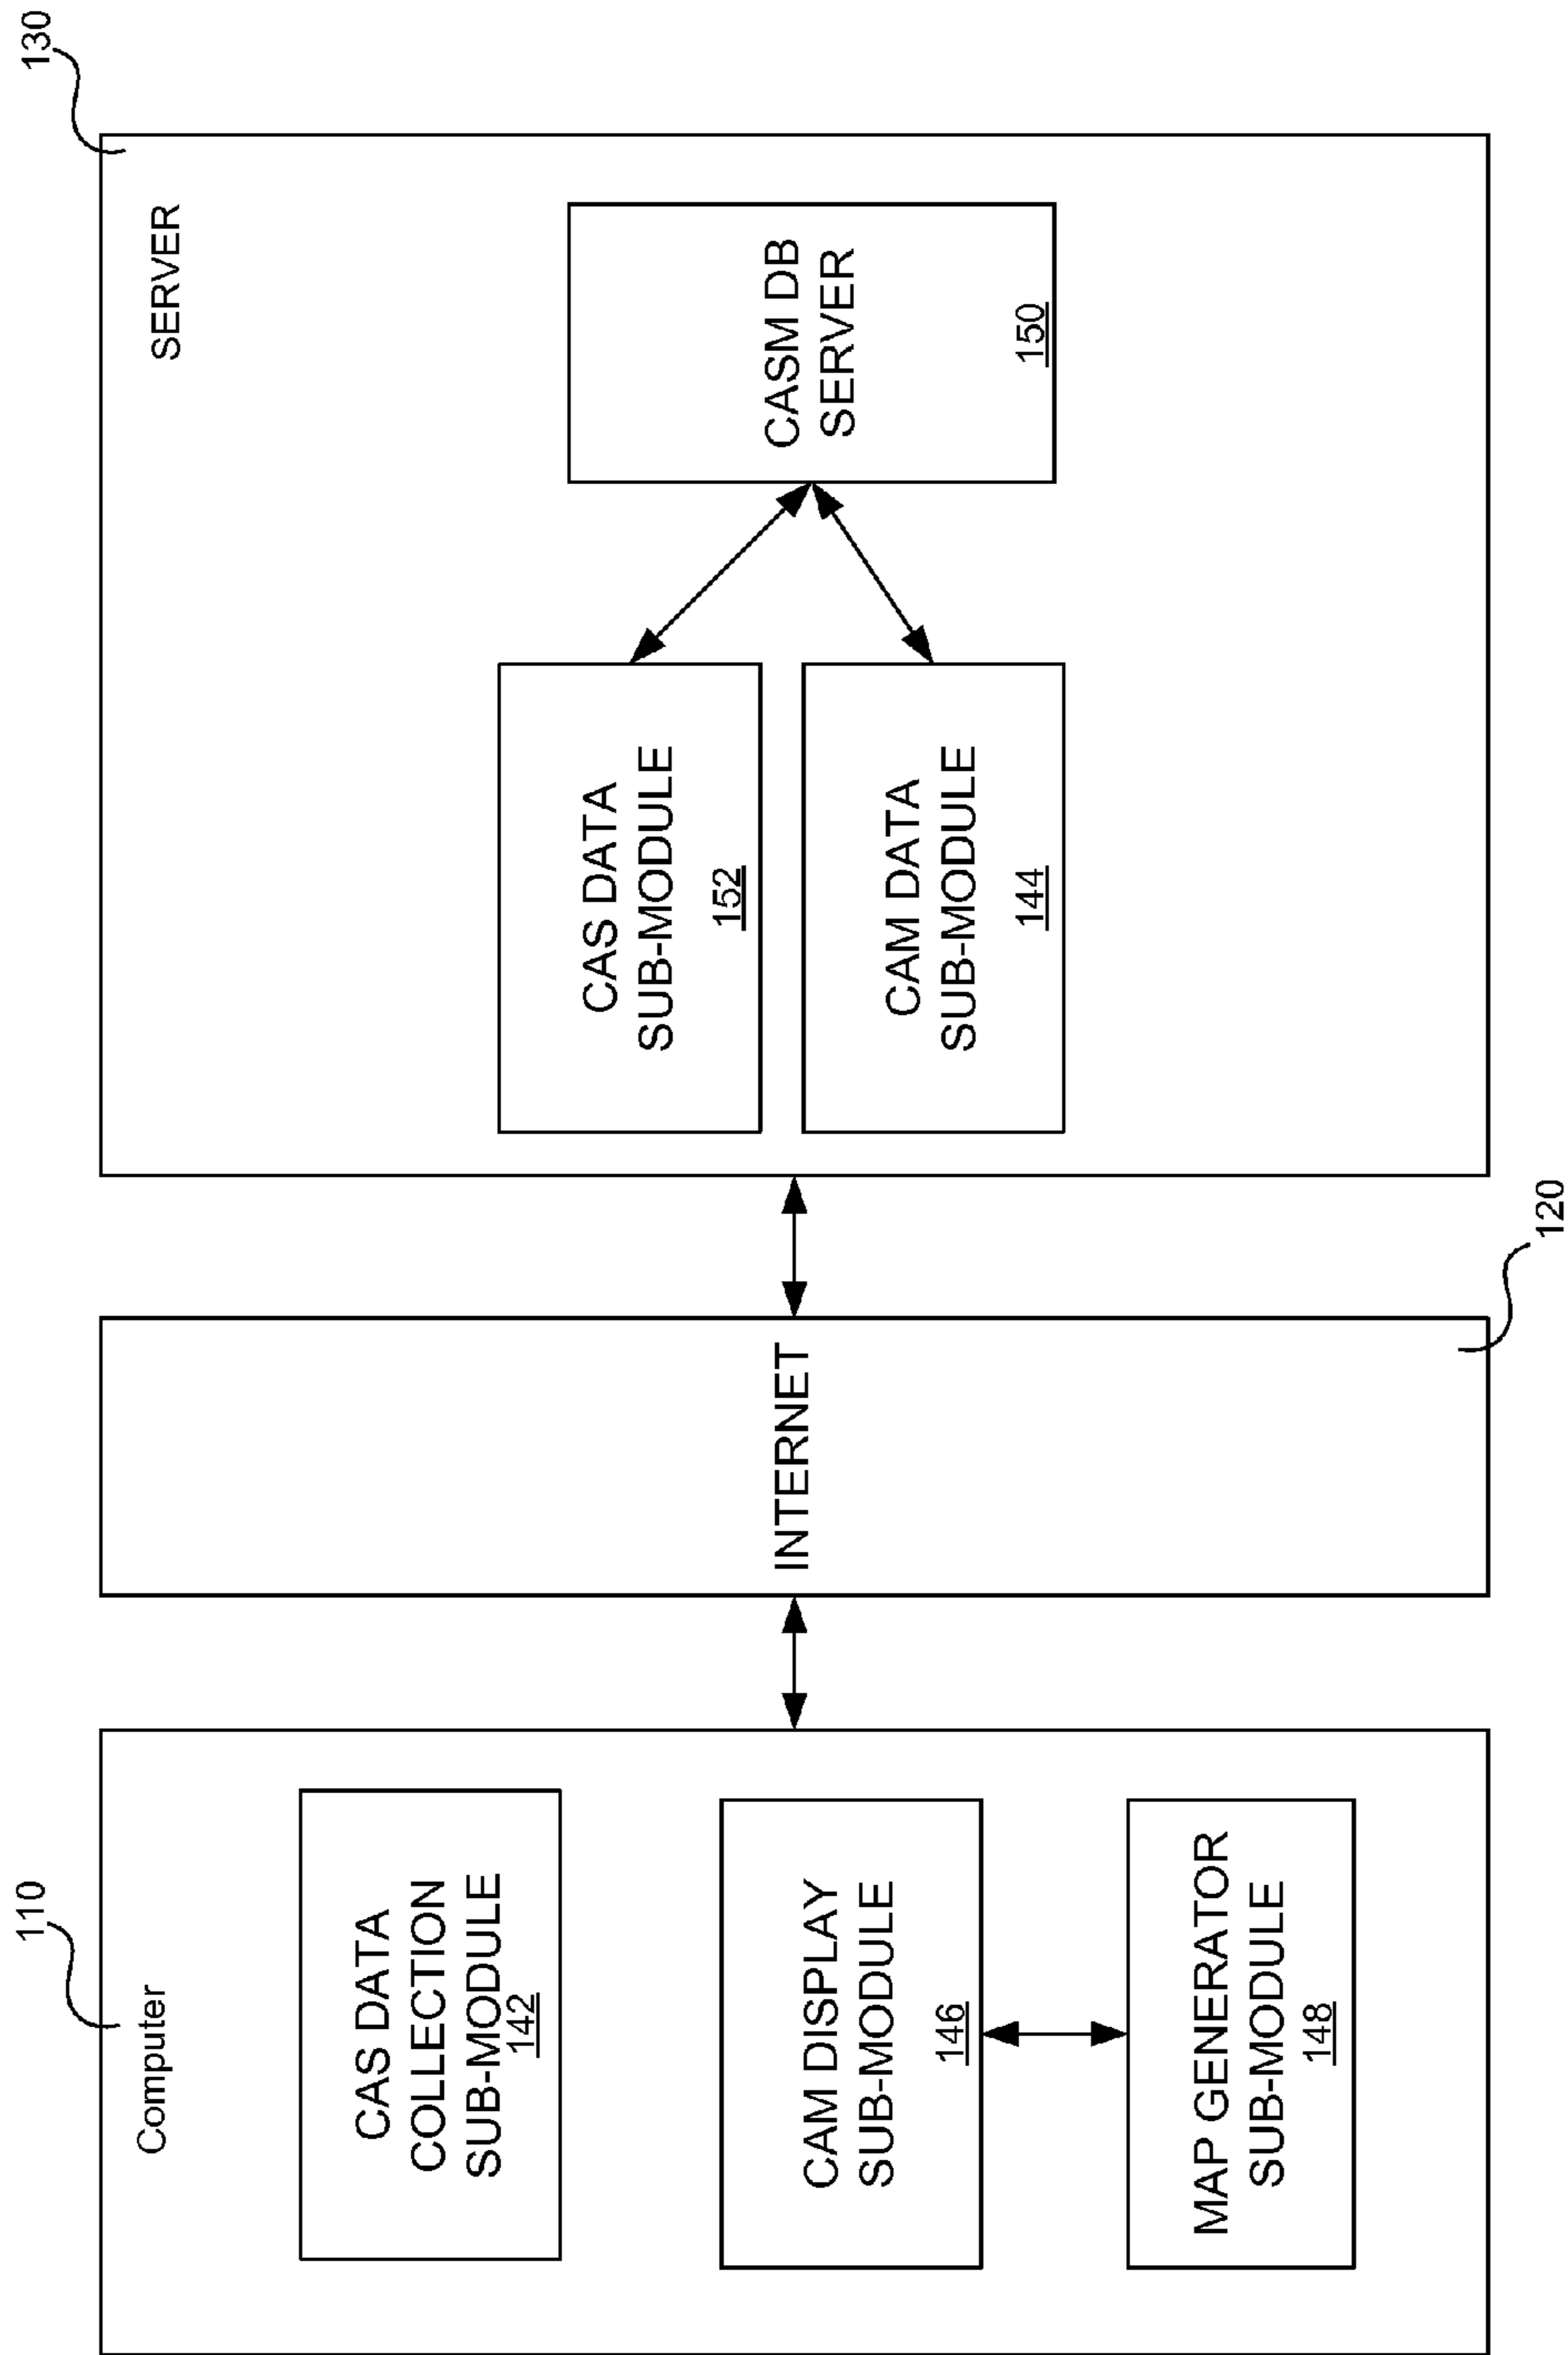 110
Computer
CAS DATA
COLLECTION
SUB-MODULE
142
CAM DISPLAY
SUB-MODULE
146
MAP GENERATOR
SUB-MODULE
148
INTERNET
120
130
SERVER
CAS DATA
SUB-MODULE
152
CAM DATA
SUB-MODULE
144
CASM DB
SERVER
150